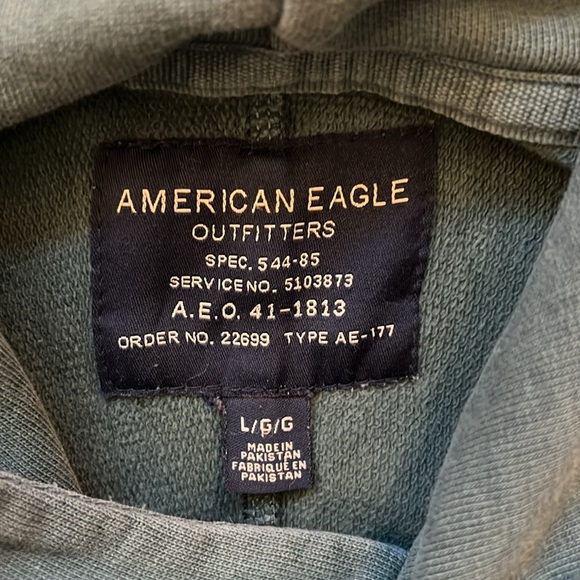 AMERICAN EAGLE
OUTFITTERS
SPEC. 544-85
SERVICE NO. 5103873
A.E.O. 41-1813
ORDER NO. 22699 TYPE AE-177
L/G/G
MADE IN
PAKISTAN
FABRIQUÉ EN
PAKISTAN